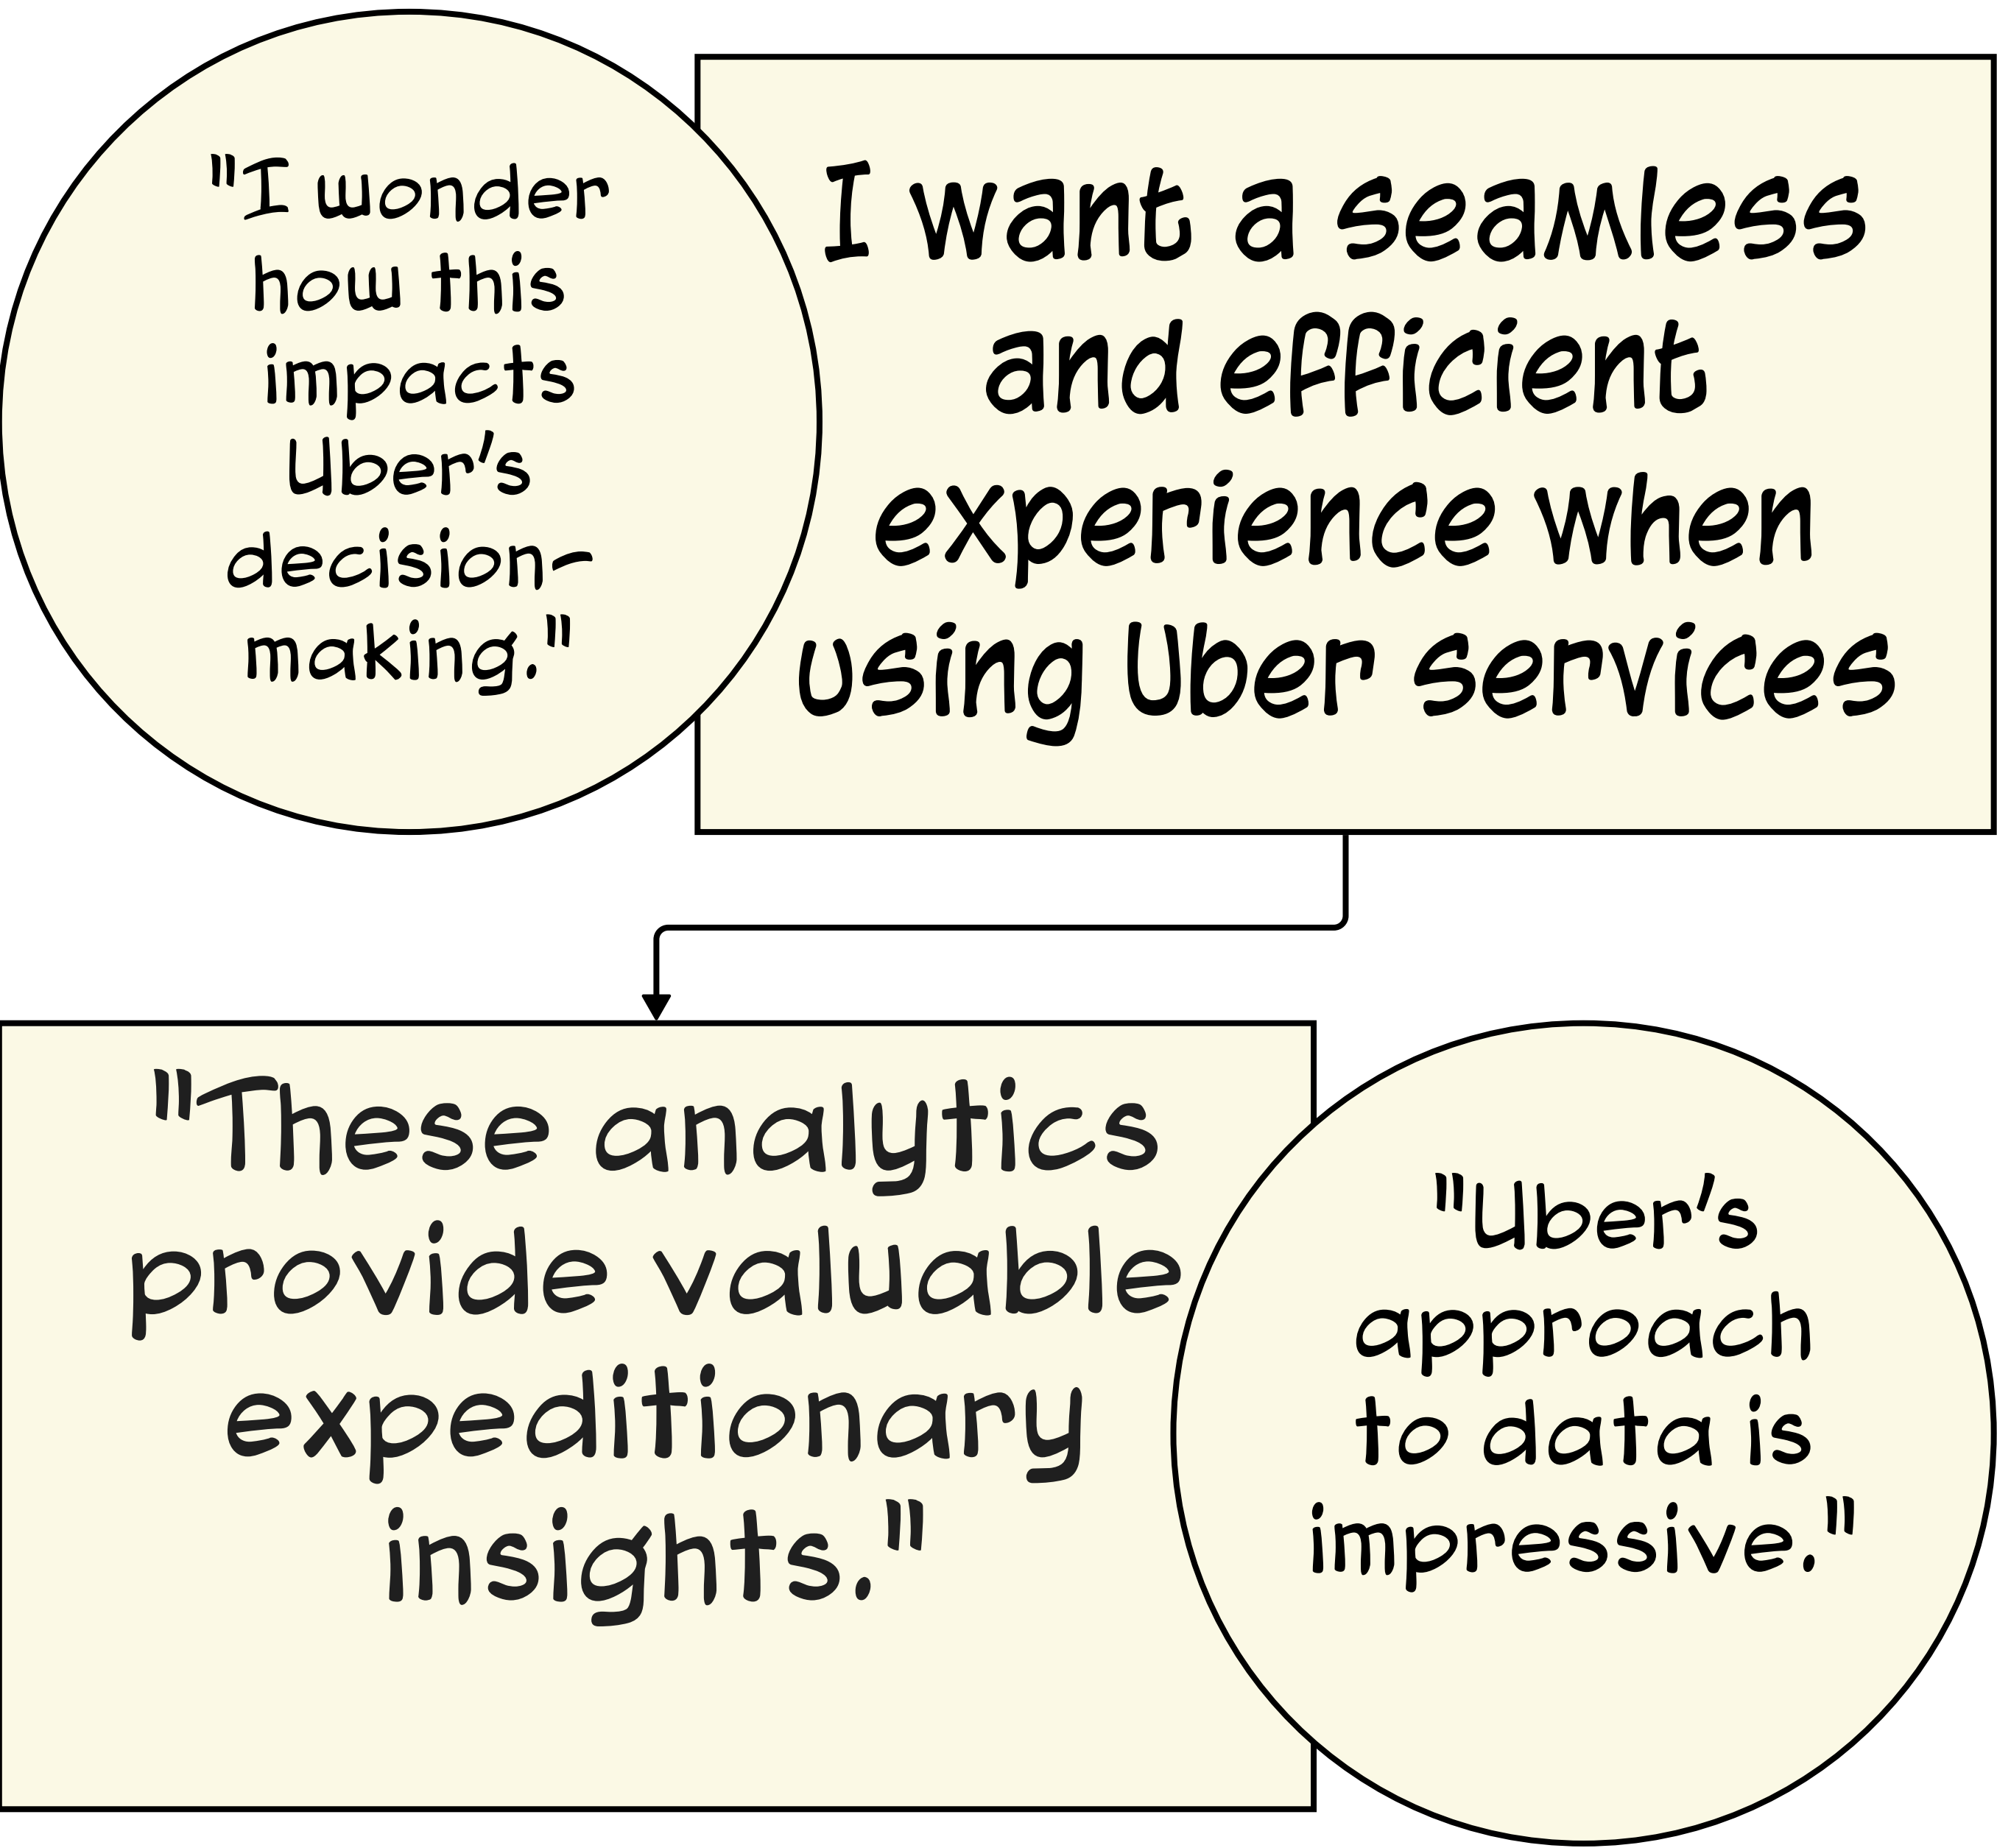 "I wonder
how this
impacts
Uber's
decision-
making."
I want a seamless
and efficient
experience when
using Uber services
"These analytics
provide valuable
expeditionary
insights."
"Uber's
approach
to data is
impressive."